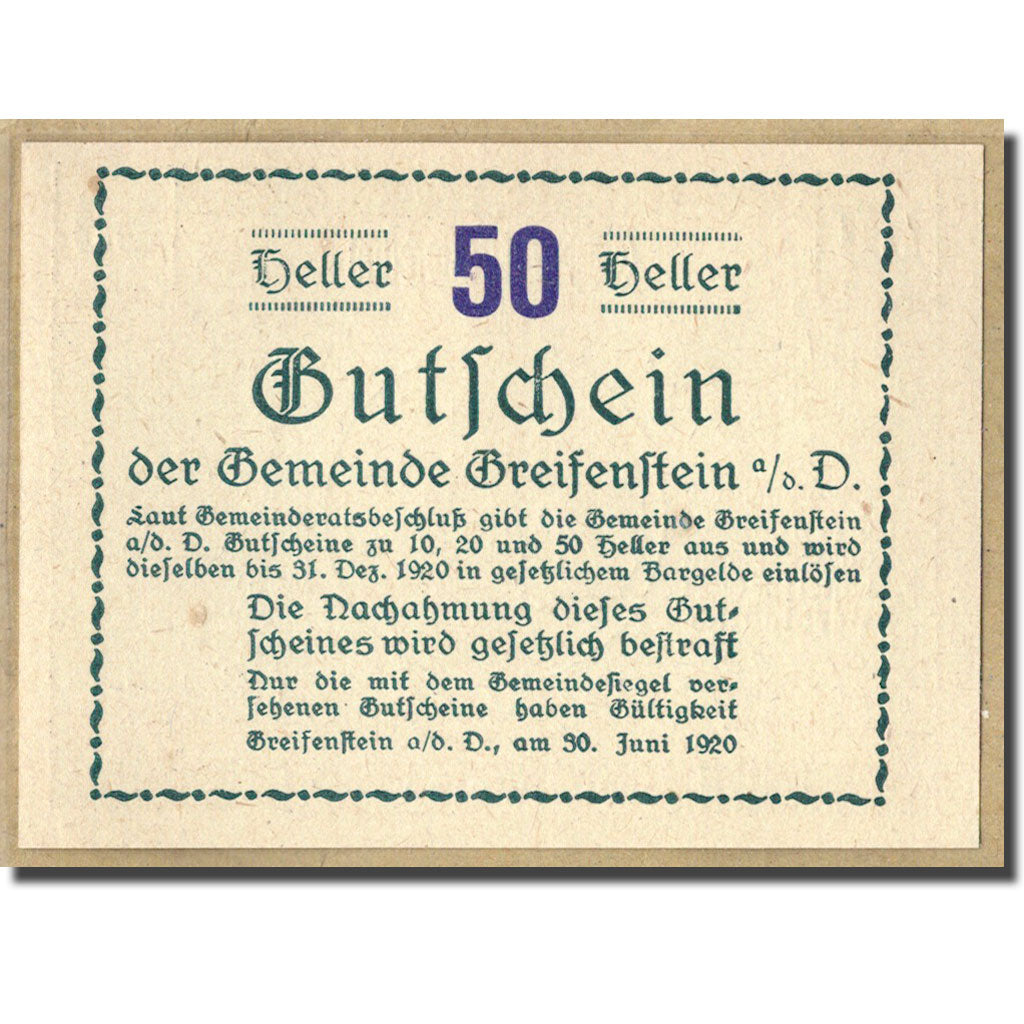 Heller 50 Heller
Gutſchein
der Gemeinde Greifenſtein a/d. D.
Laut Gemeinderatsbeſchluß gibt die Gemeinde Greifenſtein
a/d. D. Gutſcheine zu 10, 20 und 50 Heller aus und wird
dieſelben bis 31. Dez. 1920 in geſetzlichem Bargelde einlöſen
Die Nachahmung dieſes Gut-
ſcheines wird geſetzlich beſtraft
Nur die mit dem Gemeindeſiegel ver-
ſehenen Gutſcheine haben Gültigkeit
Greifenſtein a/d. D., am 30. Juni 1920